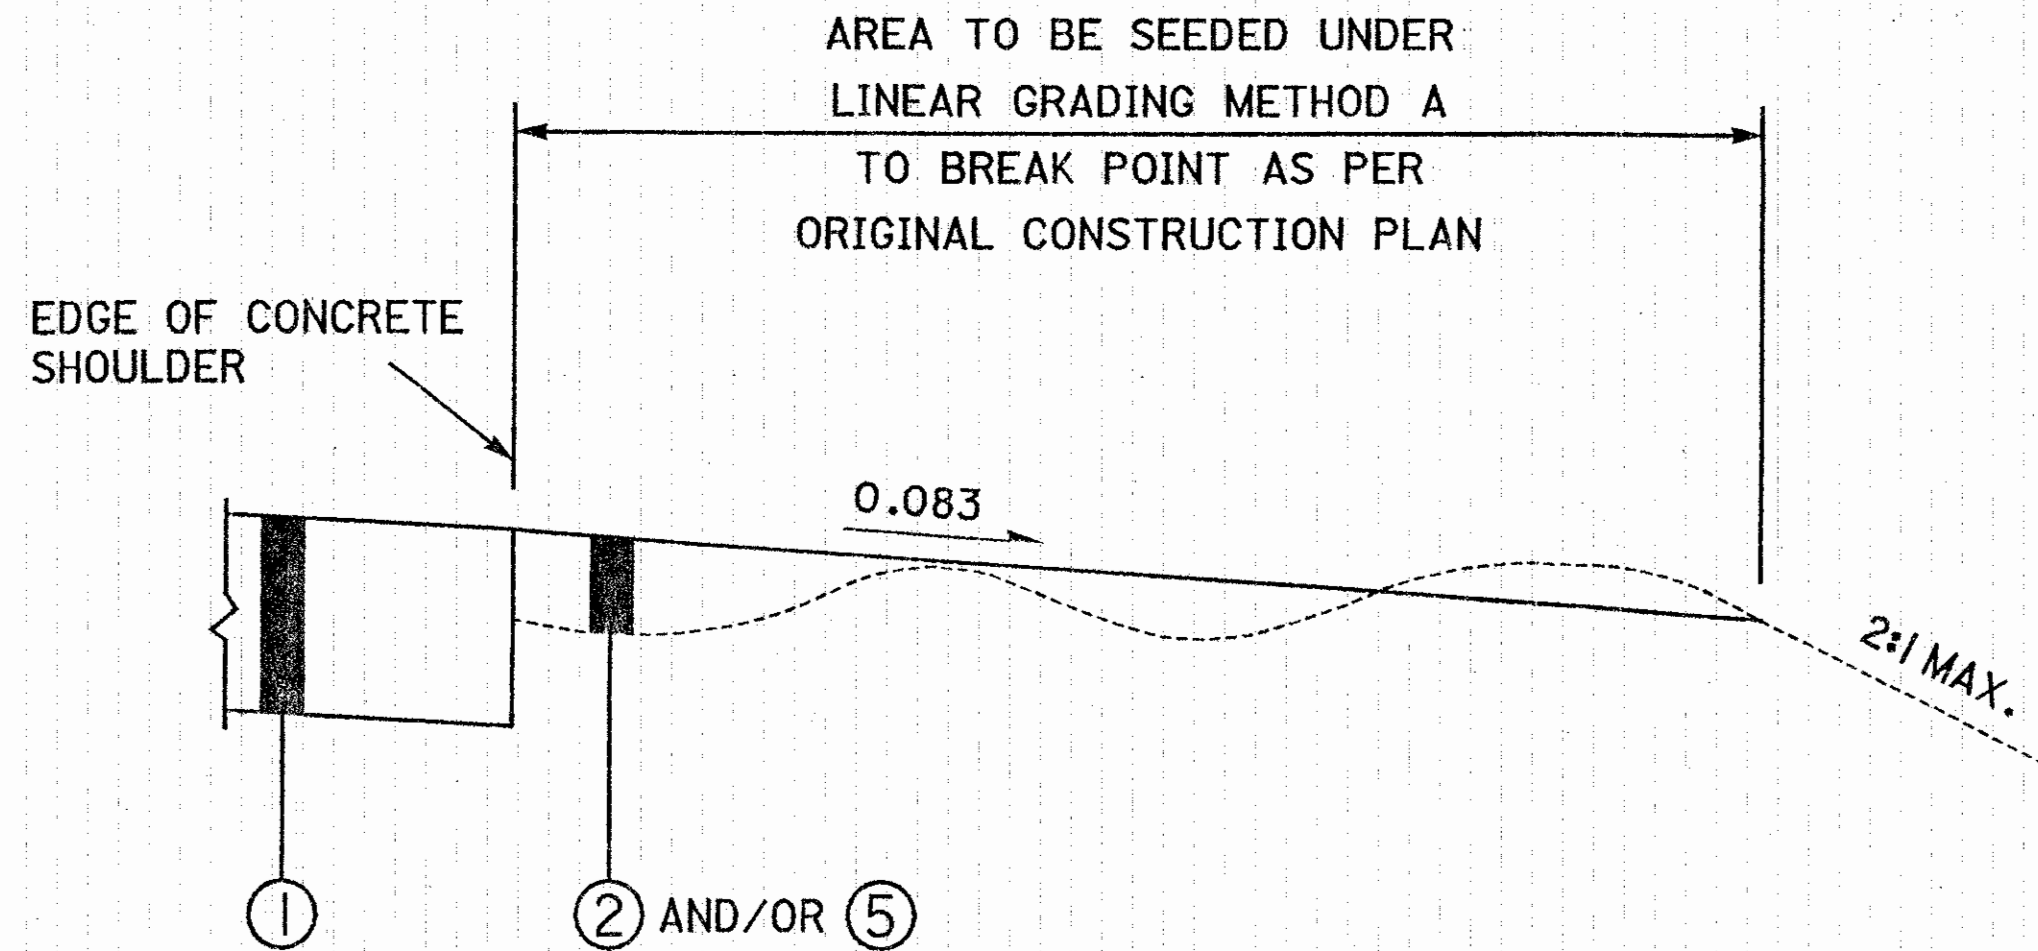 AREA TO BE SEEDED UNDER
LINEAR GRADING METHOD A
TO BREAK POINT AS PER
ORIGINAL CONSTRUCTION PLAN
EDGE OF CONCRETE
SHOULDER
0.083
2:1 MAX.
1
2 AND/OR 5